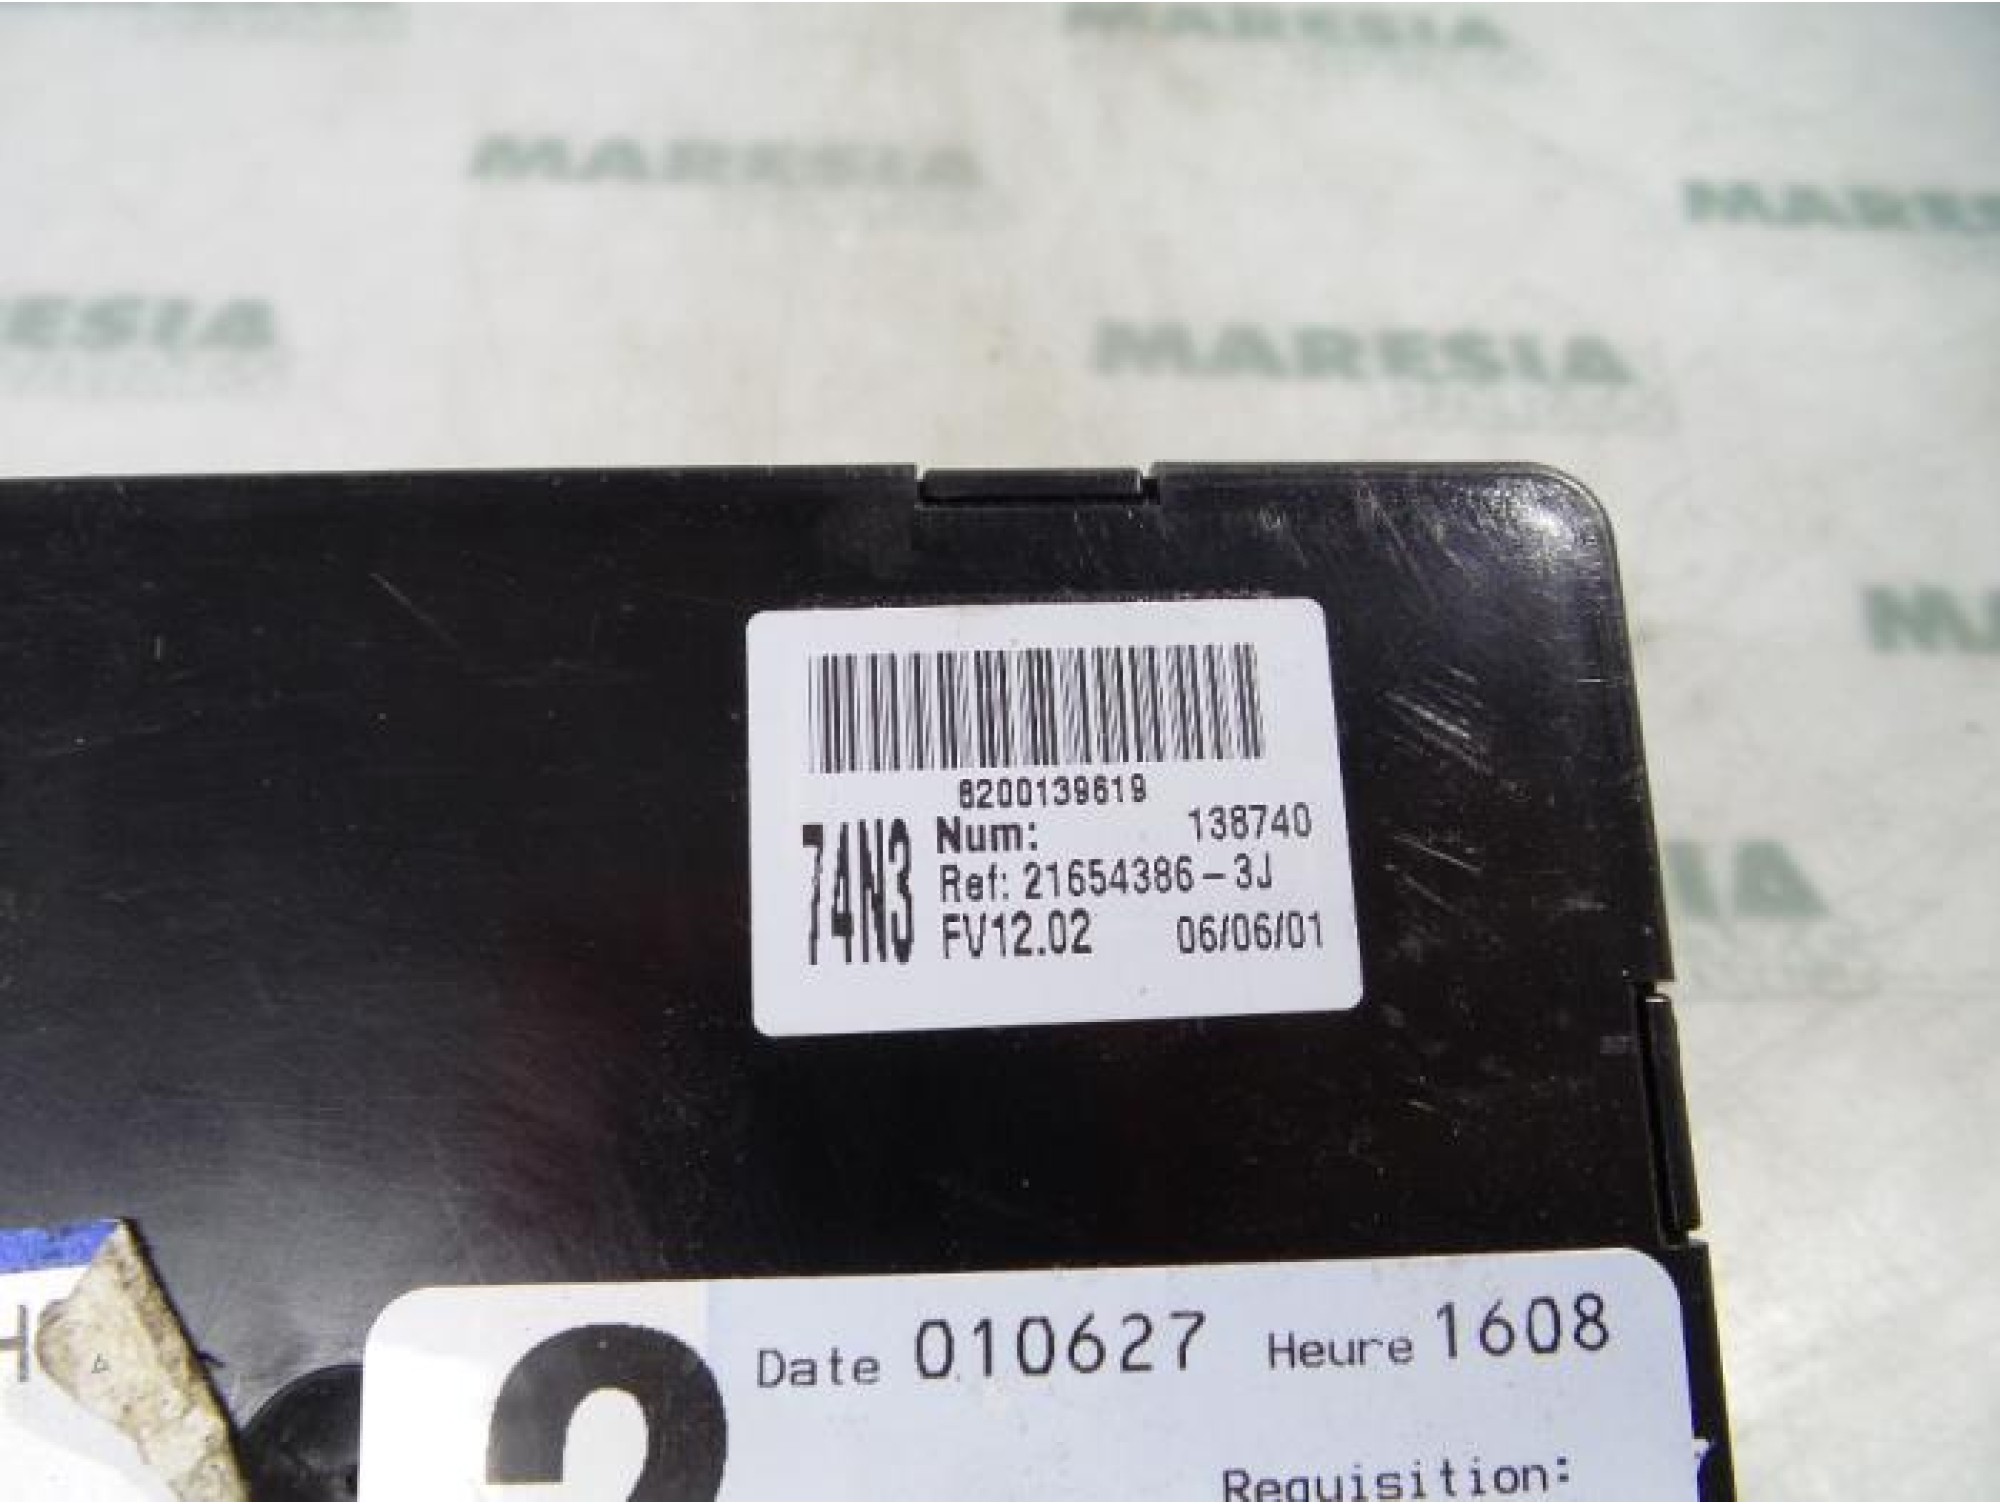 MARESIA
MARESIA
MARESIA
8200139619
74N3
Num: 138740
Ref: 21654386-3J
FV12.02 06/06/01
Date 010627 Heure 1608
Requisition: